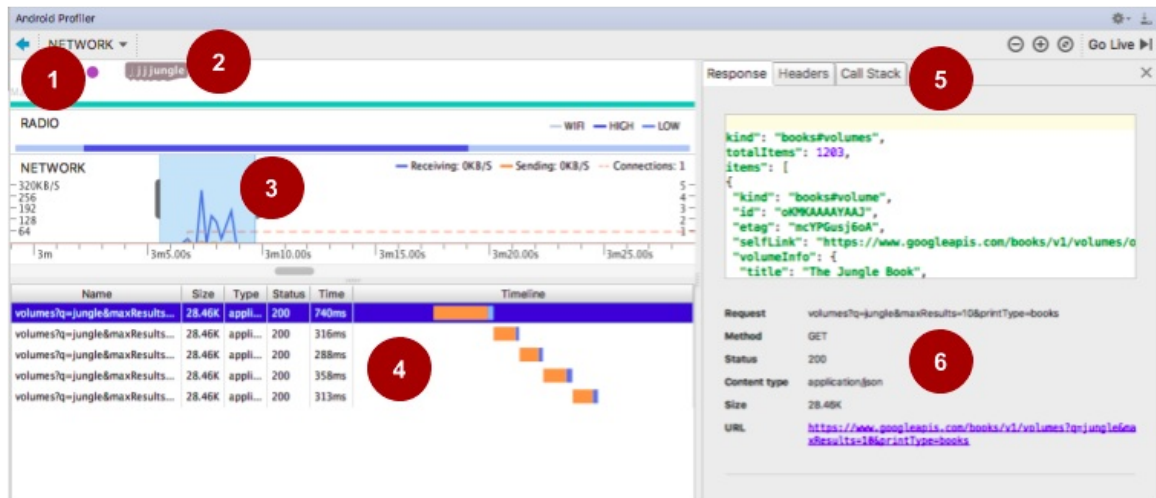 Android Profiler
NETWORK
Go Live
1
2
jjjjungle
RADIO
WIFI HIGH LOW
NETWORK
Receiving: 0KB/S Sending: 0KB/S Connections: 1
320KB/S
256
192
128
64
5
4
3
2
1
3
3m 3m5.00s 3m10.00s 3m15.00s 3m20.00s 3m25.00s
Name Size Type Status Time Timeline
volumes?q=jungle&maxResults... 28.46K appli... 200 740ms
volumes?q=jungle&maxResults... 28.46K appli... 200 316ms
volumes?q=jungle&maxResults... 28.46K appli... 200 288ms
volumes?q=jungle&maxResults... 28.46K appli... 200 358ms
volumes?q=jungle&maxResults... 28.46K appli... 200 313ms
4
Response Headers Call Stack
5
kind": "books#volumes",
totalItems": 1203,
items": [
{
"kind": "books#volume",
"id": "oKMKAAAAYAAJ",
"etag": "mcYPGusj6oA",
"selfLink": "https://www.googleapis.com/books/v1/volumes/o
"volumeInfo": {
"title": "The Jungle Book",
Request volumes?q=jungle&maxResults=10&printType=books
Method GET
Status 200
Content type application/json
Size 28.46K
URL https://www.googleapis.com/books/v1/volumes?q=jungle&ma
xResults=10&printType=books
6